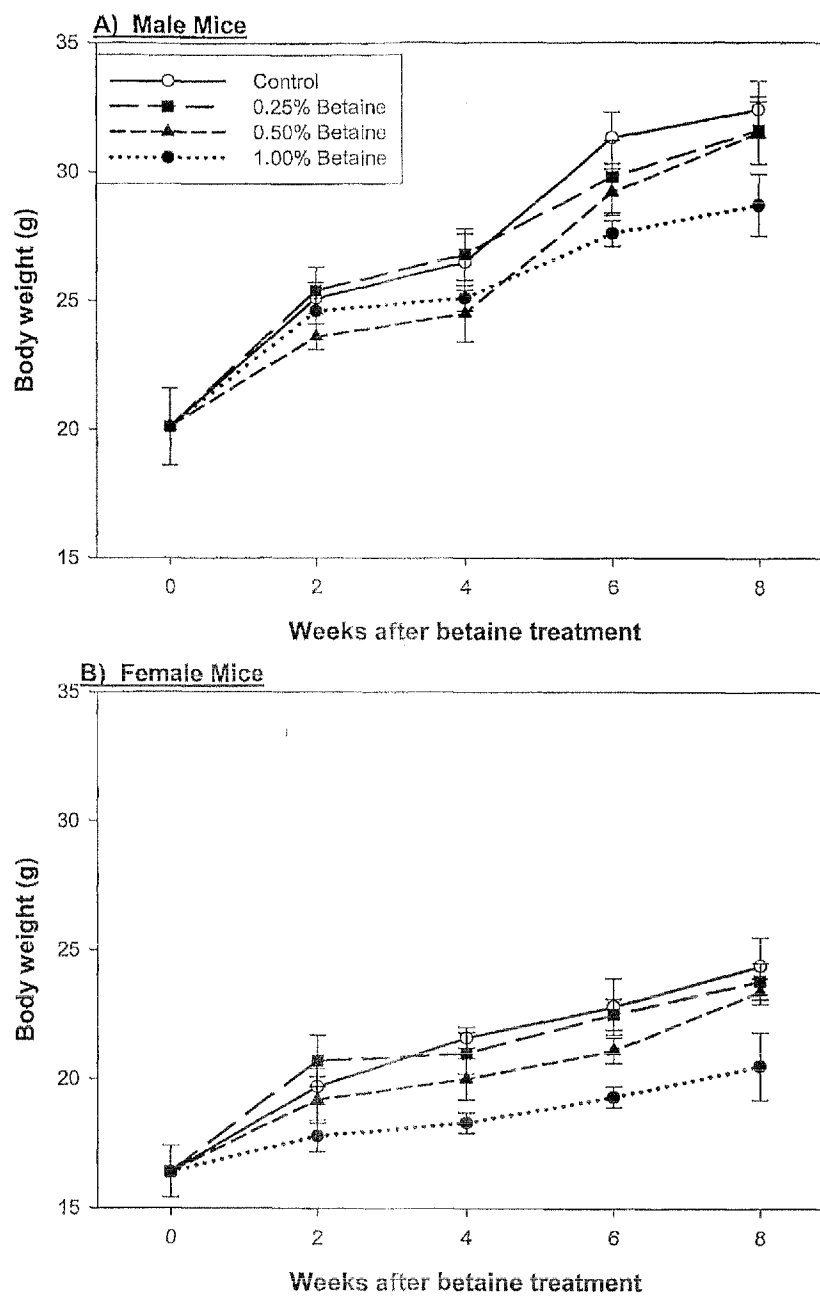 A) Male Mice
35
Control
0.25% Betaine
0.50% Betaine
1.00% Betaine
30
25
20
15
Body weight (g)
0 2 4 6 8
Weeks after betaine treatment
B) Female Mice
35
30
25
20
15
Body weight (g)
0 2 4 6 8
Weeks after betaine treatment